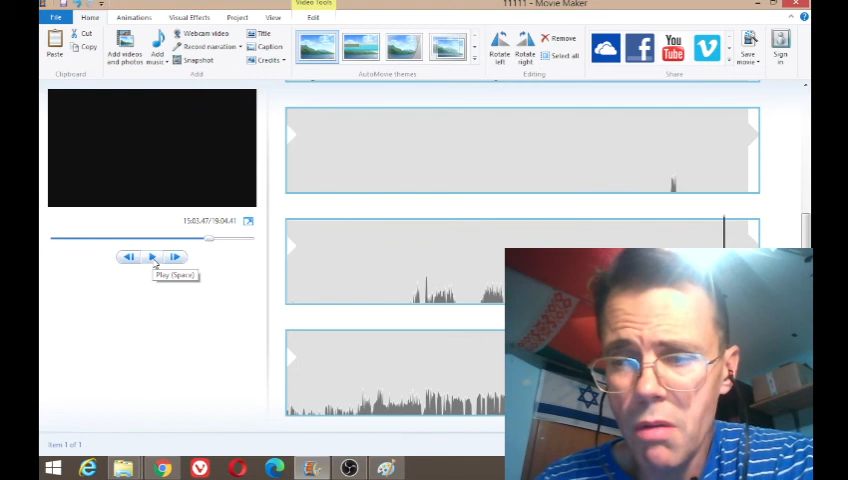 Video Tools
11111 - Movie Maker
File Home Animations Visual Effects Project View Edit
Paste
Cut
Copy
Clipboard
Add videos and photos
Add music
Webcam video
Record narration
Snapshot
Title
Caption
Credits
Add
AutoMovie themes
Rotate left
Rotate right
Remove
Select all
Editing
You Tube
Share
Save movie
Sign in
15:03.47/19:04.41
Play (Space)
Item 1 of 1